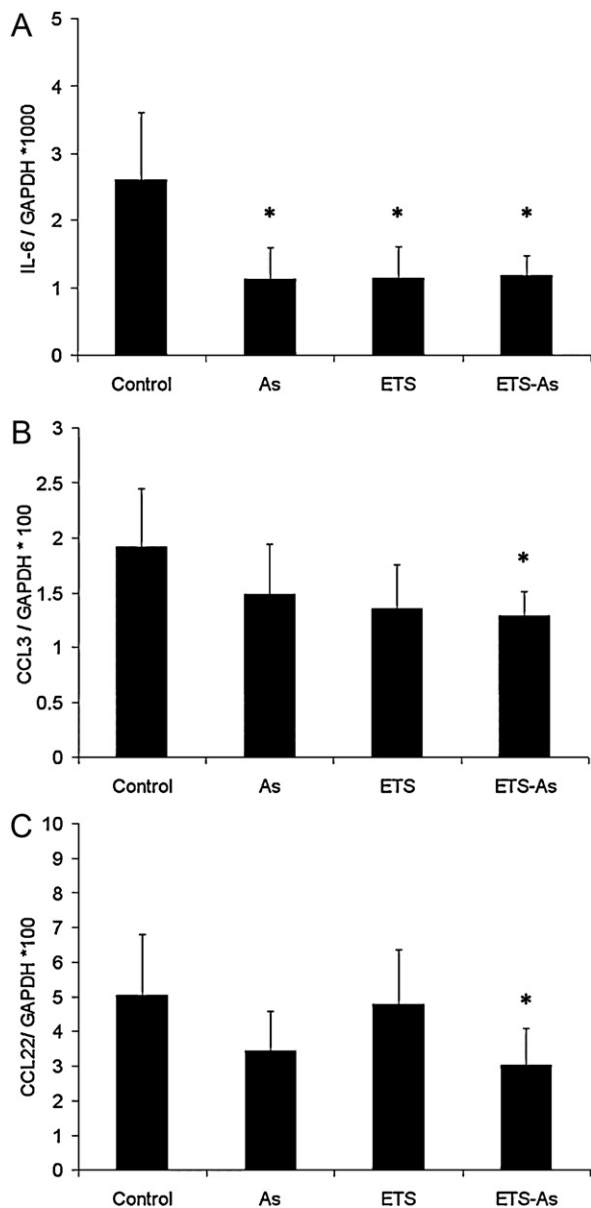 A
IL-6 / GAPDH *1000
5
4
3
2
1
0
* * *
Control As ETS ETS-As
B
CCL3 / GAPDH * 100
3
2.5
2
1.5
1
0.5
0
*
Control As ETS ETS-As
C
CCL22/ GAPDH *100
10
9
8
7
6
5
4
3
2
1
0
*
Control As ETS ETS-As